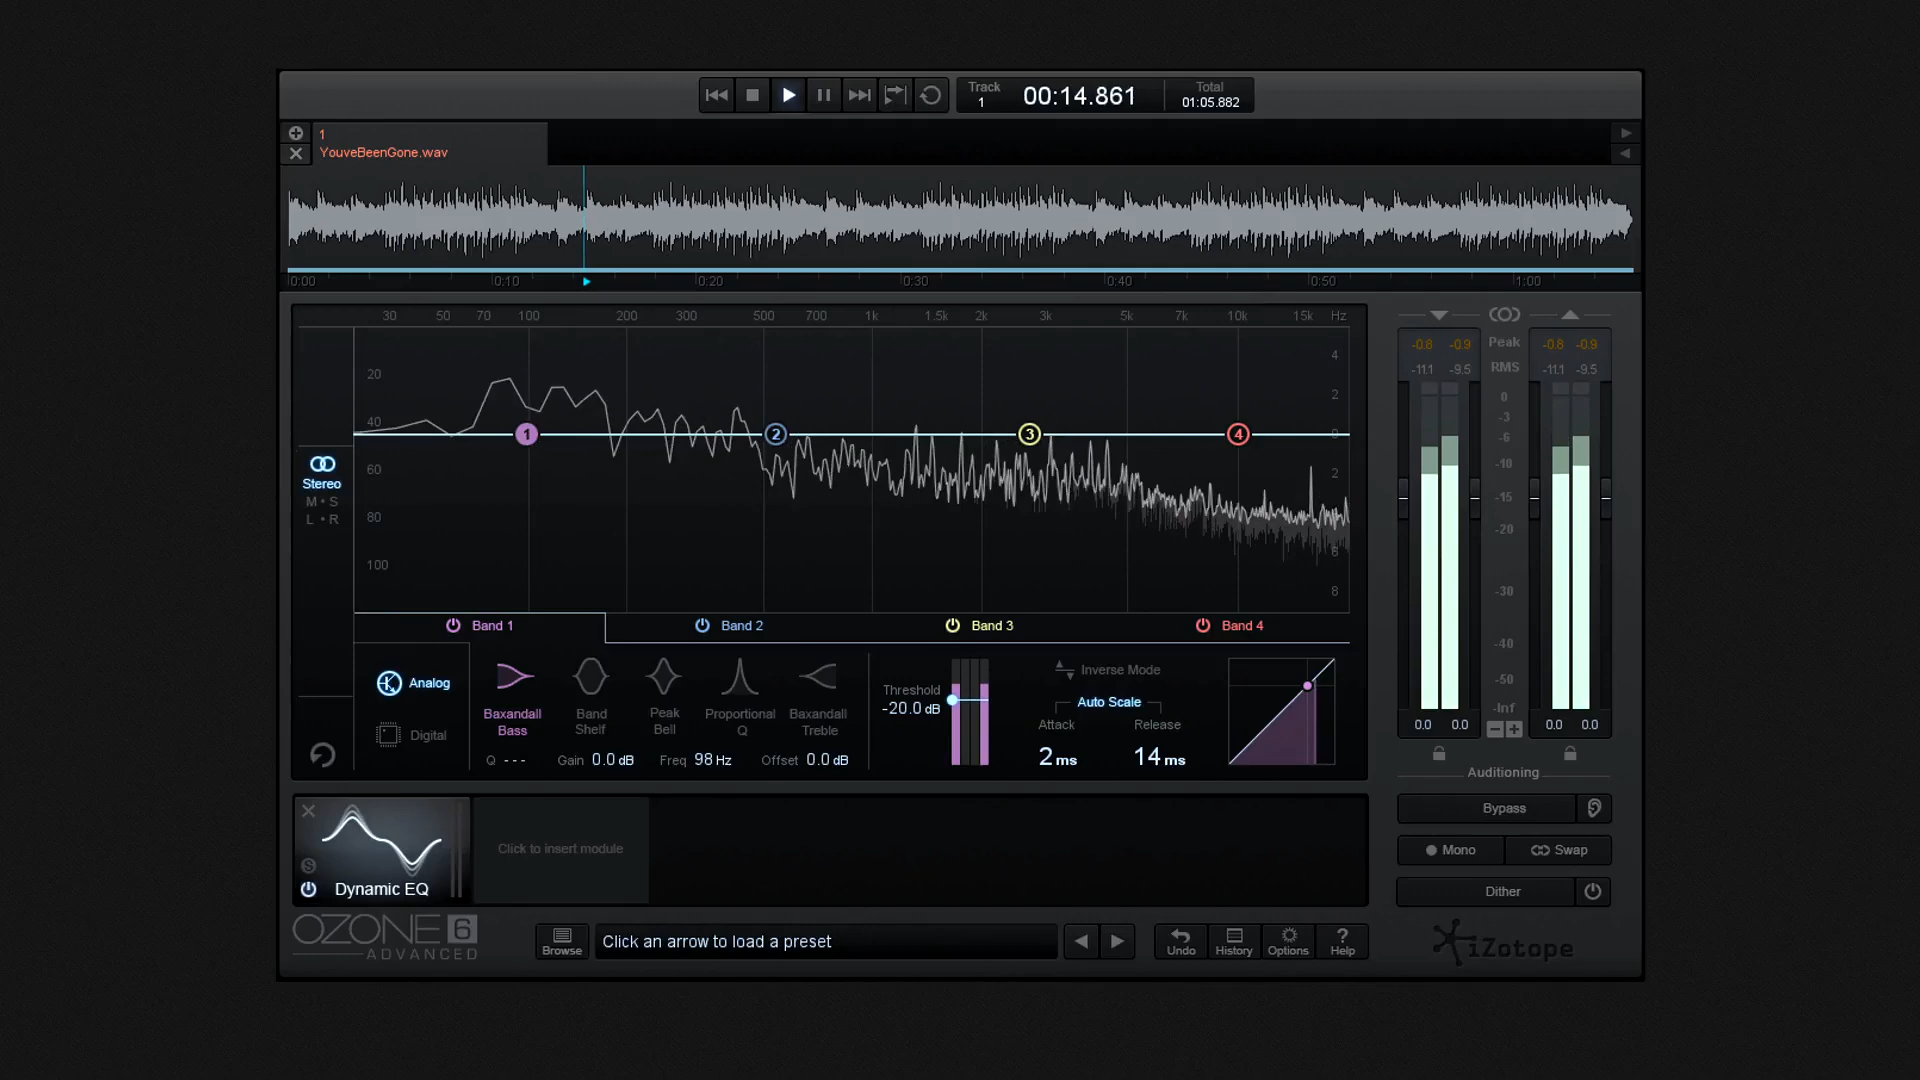 Track
1
00:14.861
Total
01:05.882
1
YouveBeenGone.wav
0:00 0:10 0:20 0:30 0:40 0:50 1:00
30 50 70 100 200 300 500 700 1k 1.5k 2k 3k 5k 7k 10k 15k Hz
20
40
60
80
100
4
2
0
2
6
8
1 2 3 4
Stereo
M • S
L • R
Band 1 Band 2 Band 3 Band 4
Analog
Digital
Baxandall Bass
Band Shelf
Peak Bell
Proportional Q
Baxandall Treble
Q - - - Gain 0.0 dB Freq 98 Hz Offset 0.0 dB
Threshold
-20.0 dB
Inverse Mode
Auto Scale
Attack Release
2 ms 14 ms
-0.8 -0.9 Peak -0.8 -0.9
-11.1 -9.5 RMS -11.1 -9.5
0
-3
-6
-10
-15
-20
-30
-40
-50
-Inf
0.0 0.0 0.0 0.0
Auditioning
Bypass
Mono Swap
Dither
S
Dynamic EQ
Click to insert module
OZONE 6
ADVANCED
Browse
Click an arrow to load a preset
Undo
History
Options
?
Help
iZotope